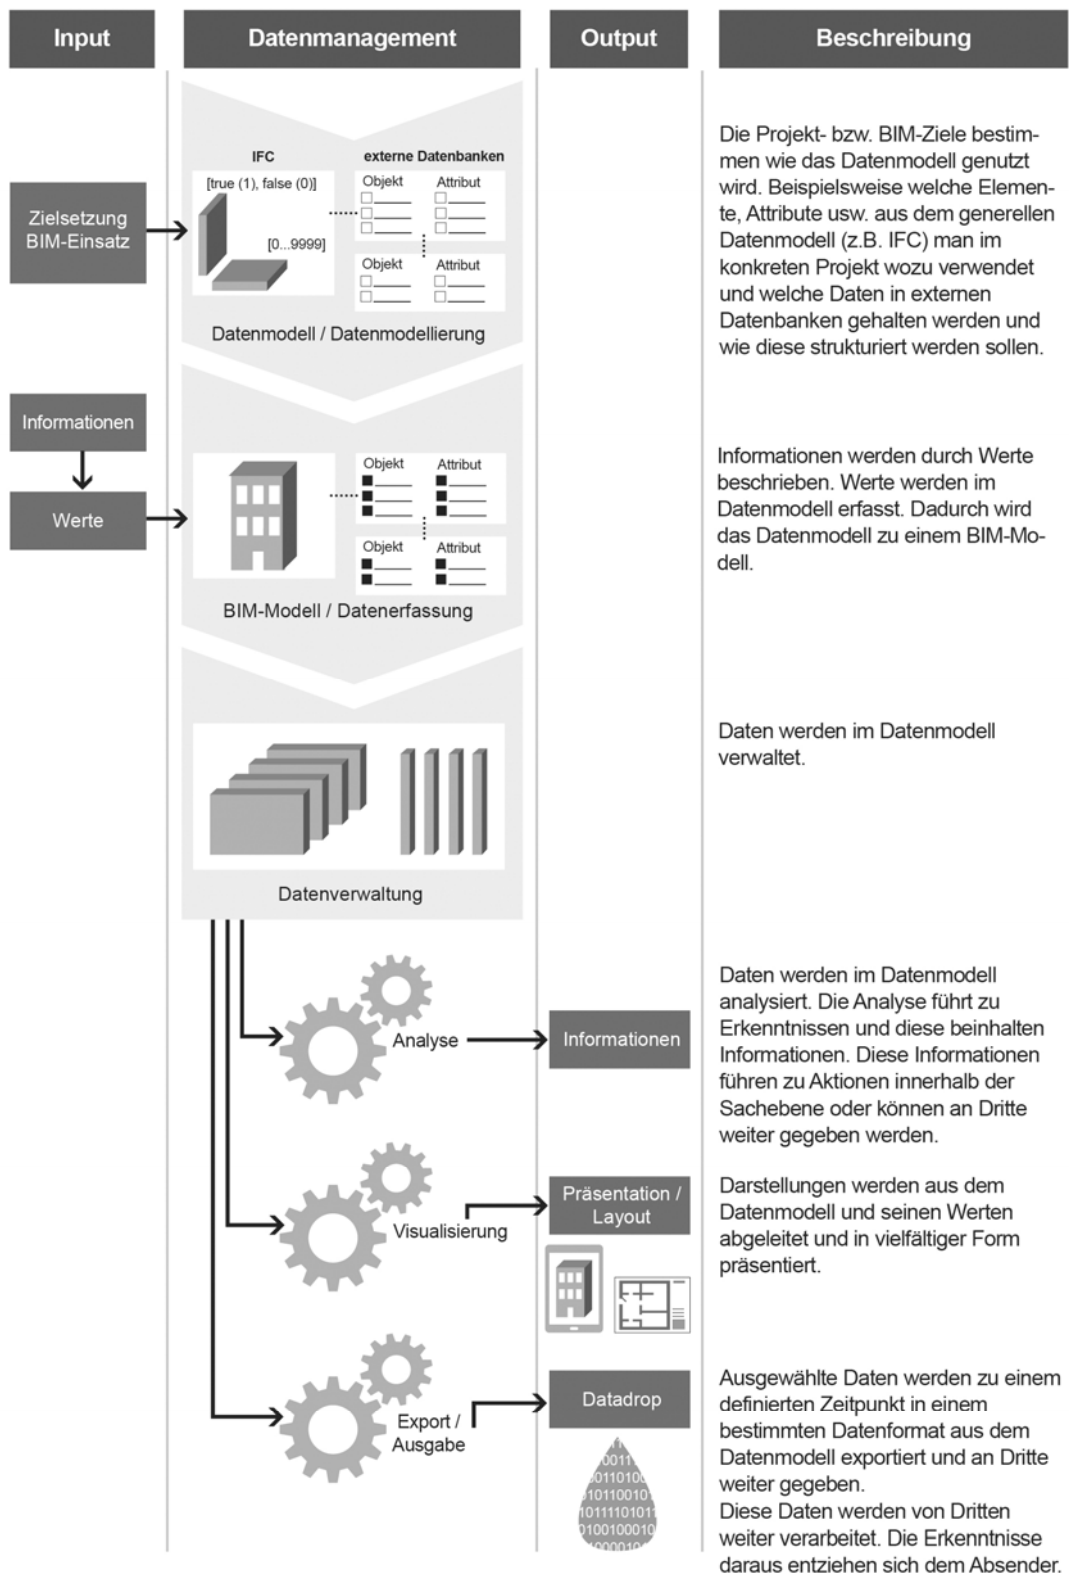 Input
Datenmanagement
Output
Beschreibung
Zielsetzung
BIM-Einsatz
IFC
externe Datenbanken
[true (1), false (0)]
[0...9999]
Objekt Attribut
Objekt Attribut
Datenmodell / Datenmodellierung
Die Projekt- bzw. BIM-Ziele bestim-
men wie das Datenmodell genutzt
wird. Beispielsweise welche Elemen-
te, Attribute usw. aus dem generellen
Datenmodell (z.B. IFC) man im
konkreten Projekt wozu verwendet
und welche Daten in externen
Datenbanken gehalten werden und
wie diese strukturiert werden sollen.
Informationen
Werte
Objekt Attribut
Objekt Attribut
BIM-Modell / Datenerfassung
Informationen werden durch Werte
beschrieben. Werte werden im
Datenmodell erfasst. Dadurch wird
das Datenmodell zu einem BIM-Mo-
dell.
Datenverwaltung
Daten werden im Datenmodell
verwaltet.
Analyse
Informationen
Daten werden im Datenmodell
analysiert. Die Analyse führt zu
Erkenntnissen und diese beinhalten
Informationen. Diese Informationen
führen zu Aktionen innerhalb der
Sachebene oder können an Dritte
weiter gegeben werden.
Visualisierung
Präsentation /
Layout
Darstellungen werden aus dem
Datenmodell und seinen Werten
abgeleitet und in vielfältiger Form
präsentiert.
Export /
Ausgabe
Datadrop
Ausgewählte Daten werden zu einem
definierten Zeitpunkt in einem
bestimmten Datenformat aus dem
Datenmodell exportiert und an Dritte
weiter gegeben.
Diese Daten werden von Dritten
weiter verarbeitet. Die Erkenntnisse
daraus entziehen sich dem Absender.